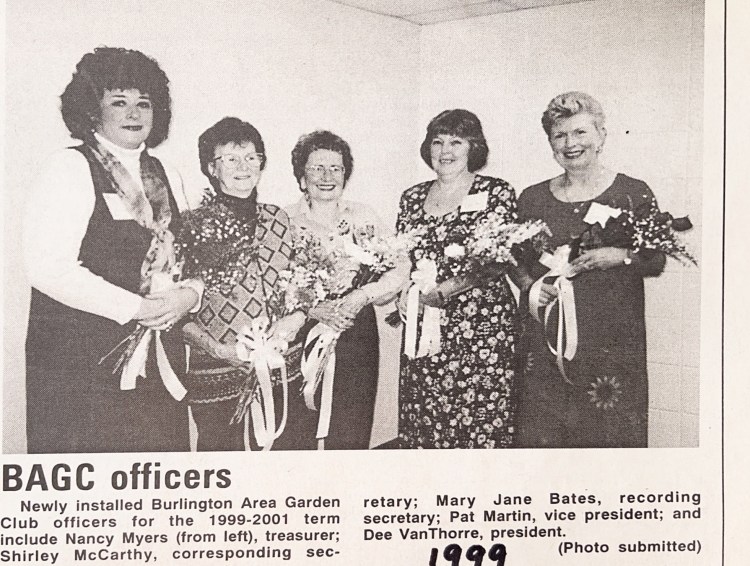 BAGC officers
Newly installed Burlington Area Garden
Club officers for the 1999-2001 term
include Nancy Myers (from left), treasurer;
Shirley McCarthy, corresponding sec-
retary; Mary Jane Bates, recording
secretary; Pat Martin, vice president; and
Dee VanThorre, president.
(Photo submitted)
1999